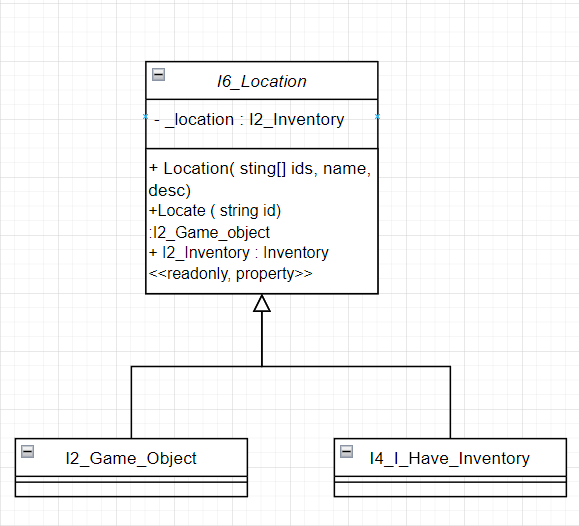 I6_Location
- _location : I2_Inventory
+ Location( sting[] ids, name,
desc)
+Locate ( string id)
:I2_Game_object
+ I2_Inventory : Inventory
<<readonly, property>>
I2_Game_Object
I4_I_Have_Inventory